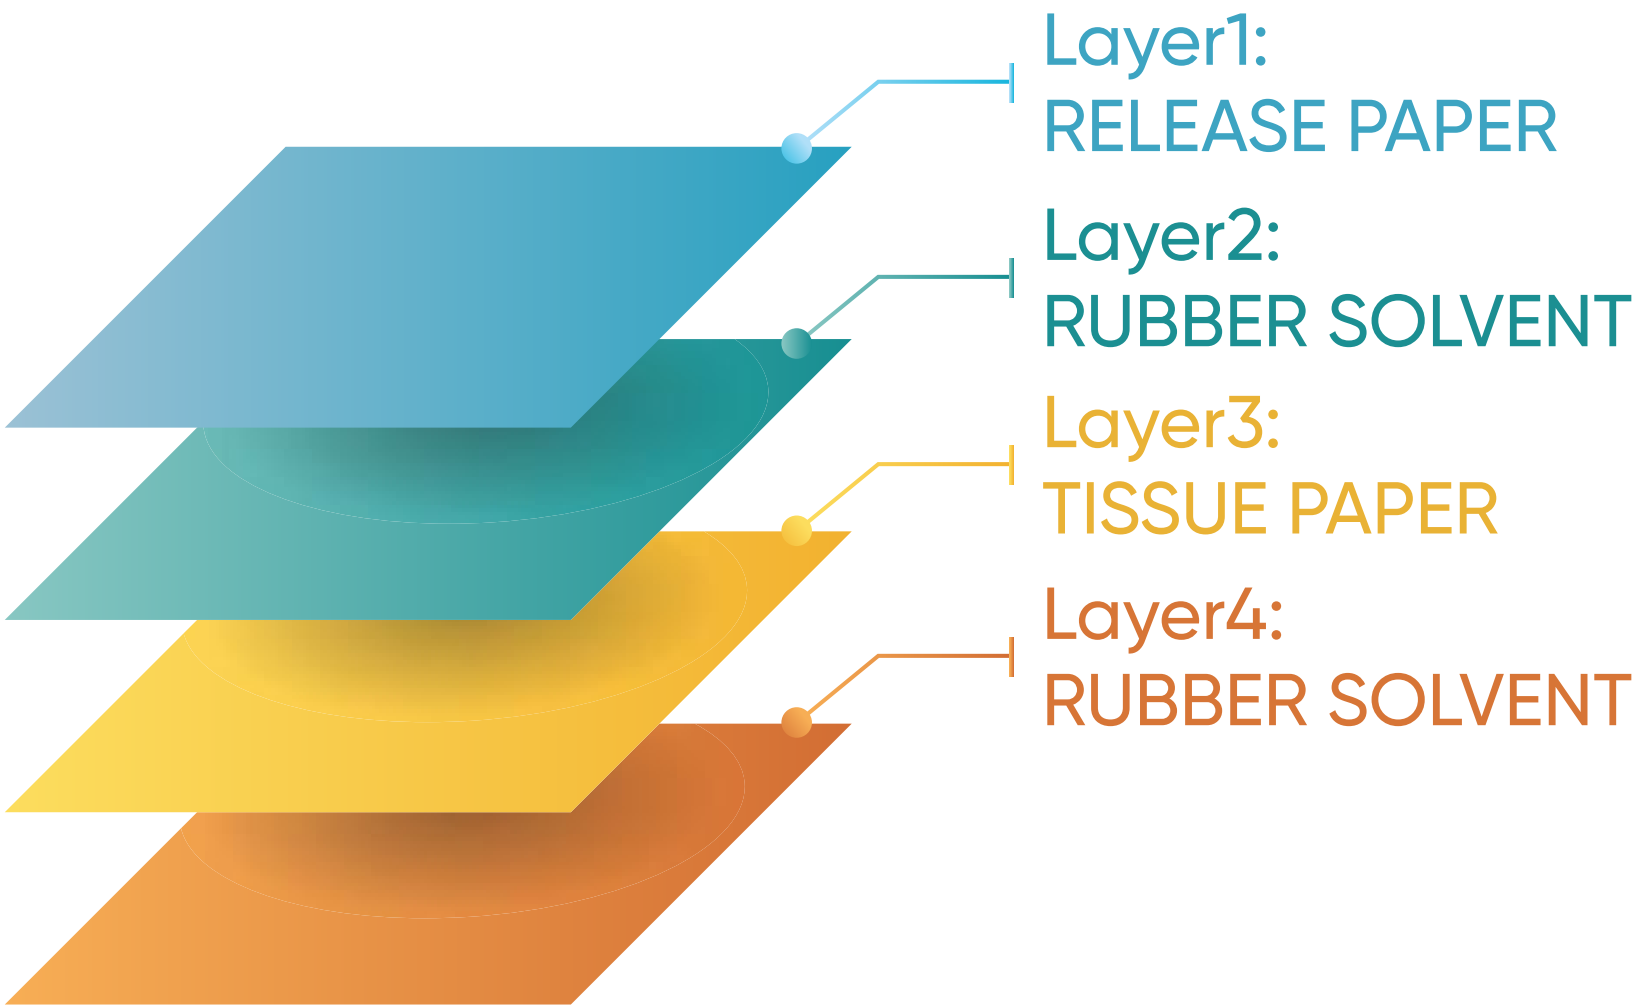 Layer1:
RELEASE PAPER
Layer2:
RUBBER SOLVENT
Layer3:
TISSUE PAPER
Layer4:
RUBBER SOLVENT